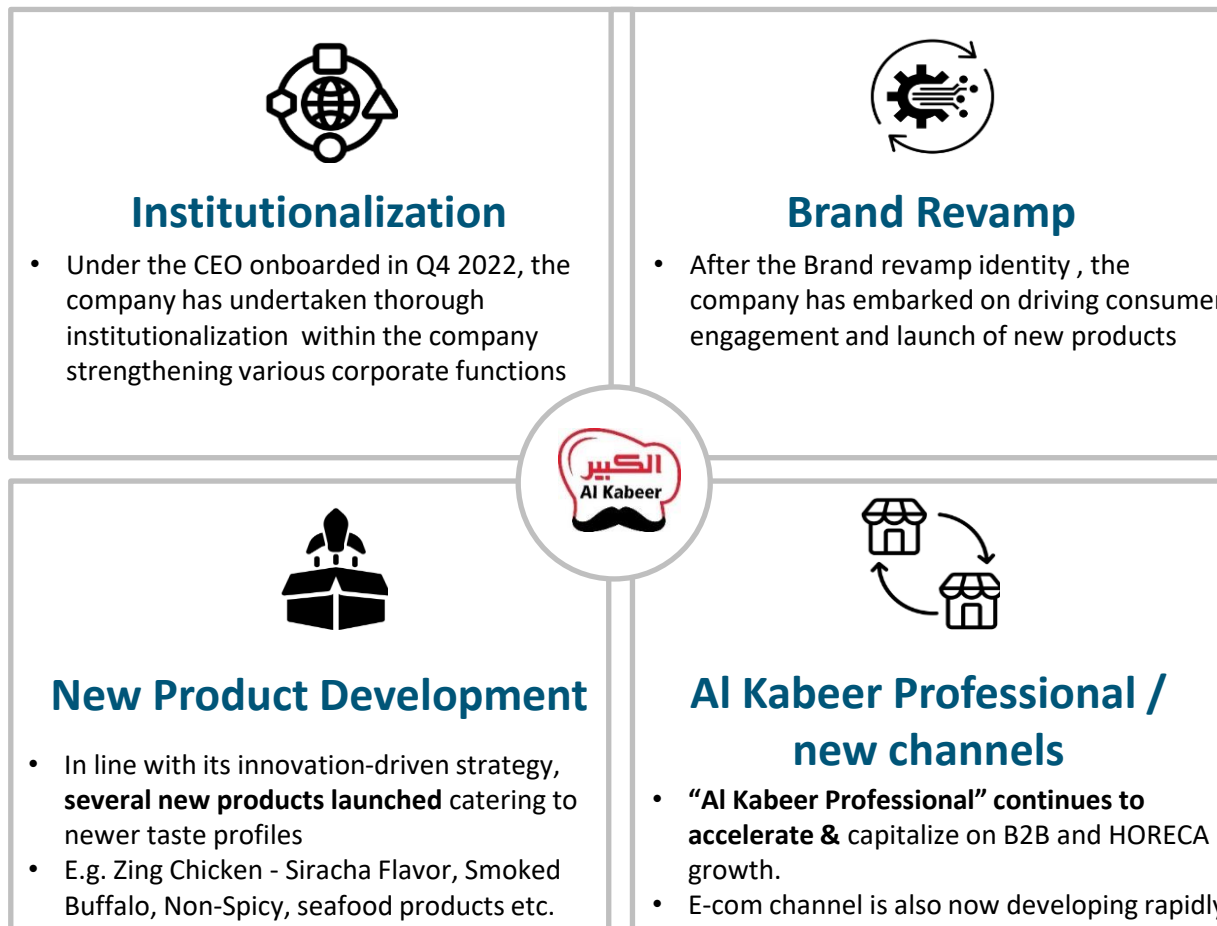 Institutionalization
• Under the CEO onboarded in Q4 2022, the
company has undertaken thorough
institutionalization within the company
strengthening various corporate functions
Brand Revamp
• After the Brand revamp identity , the
company has embarked on driving consumer
engagement and launch of new products
الكبير
Al Kabeer
New Product Development
• In line with its innovation-driven strategy,
several new products launched catering to
newer taste profiles
• E.g. Zing Chicken - Siracha Flavor, Smoked
Buffalo, Non-Spicy, seafood products etc.
Al Kabeer Professional /
new channels
• “Al Kabeer Professional” continues to
accelerate & capitalize on B2B and HORECA
growth.
• E-com channel is also now developing rapidly